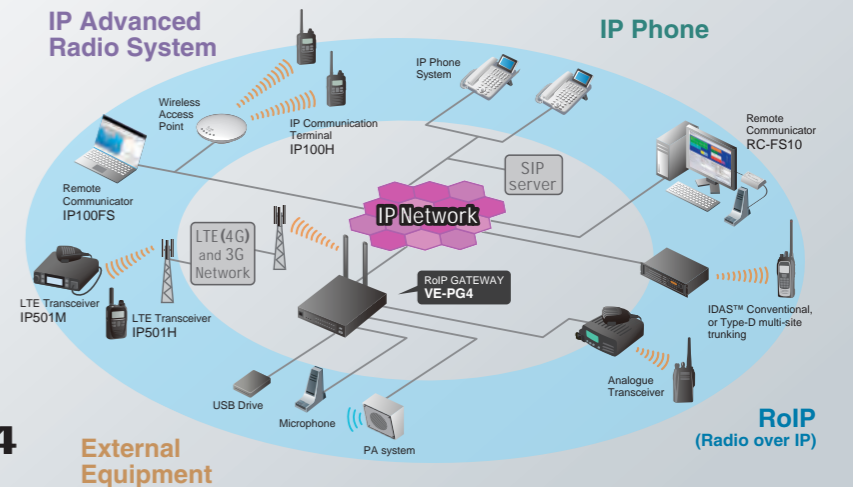 IP Advanced
Radio System
IP Phone
IP Phone
System
Wireless
Access
Point
IP Communication
Terminal
IP100H
Remote
Communicator
RC-FS10
SIP
server
Remote
Communicator
IP100FS
IP Network
LTE(4G)
and 3G
Network
RoIP GATEWAY
VE-PG4
LTE Transceiver
IP501M
LTE Transceiver
IP501H
IDAS™ Conventional,
or Type-D multi-site
trunking
Analogue
Transceiver
USB Drive
Microphone
PA system
RoIP
(Radio over IP)
4
External
Equipment